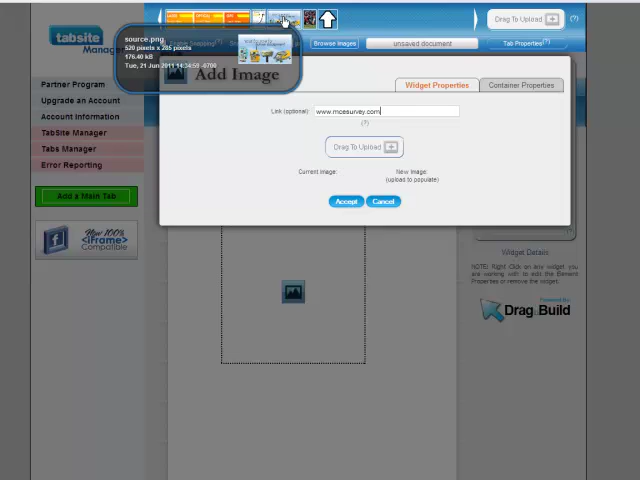 tabsite
Manager
Drag To Upload
(?)
Browse Images
unsaved document
Tab Properties(?)
source.png,
520 pixels x 285 pixels
176.40 kB
Tue, 21 Jun 2011 14:34:59 -0700
Add Image
Widget Properties
Container Properties
Link (optional): www.mcesurvey.com
(?)
Drag To Upload
Current Image:
New Image:
(upload to populate)
Accept
Cancel
Partner Program
Upgrade an Account
Account Information
TabSite Manager
Tabs Manager
Error Reporting
Add a Main Tab
Now 100%
<iFrame>
Compatible
Widget Details
NOTE! Right Click on any widget you are working with to edit the Element Properties or remove the widget.
Powered By:
DragnBuild